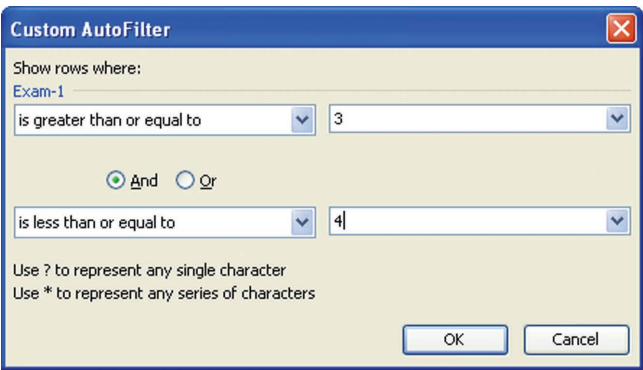 Custom AutoFilter
Show rows where:
Exam-1
is greater than or equal to 3
And Or
is less than or equal to 4
Use ? to represent any single character
Use * to represent any series of characters
OK Cancel